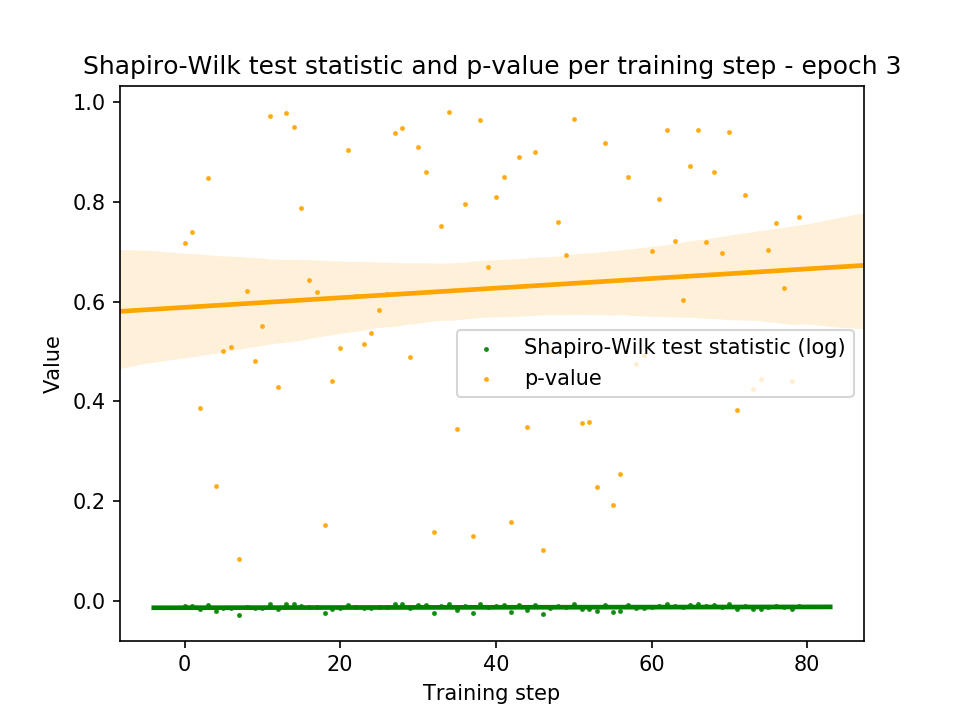 Shapiro-Wilk test statistic and p-value per training step - epoch 3
1.0
0.8
0.6
0.4
0.2
0.0
Value
Shapiro-Wilk test statistic (log)
p-value
0 20 40 60 80
Training step